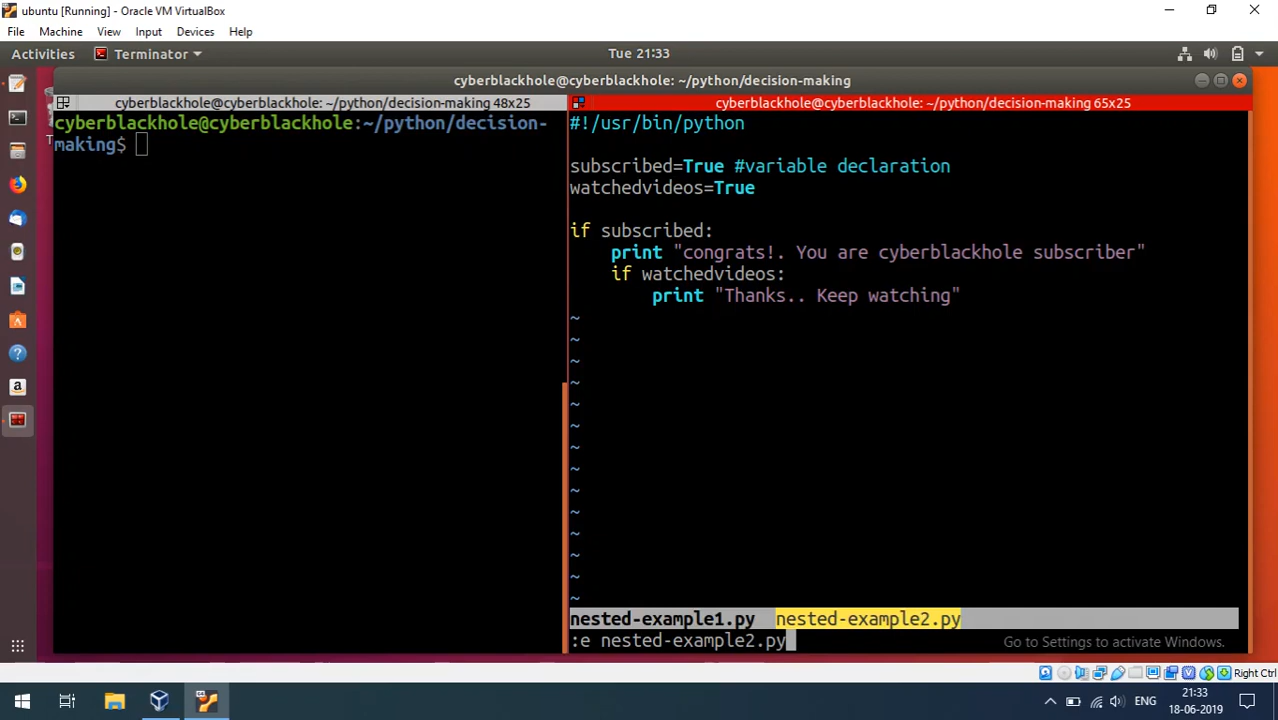 ubuntu [Running] - Oracle VM VirtualBox
File Machine View Input Devices Help
Activities Terminator Tue 21:33
cyberblackhole@cyberblackhole: ~/python/decision-making
cyberblackhole@cyberblackhole: ~/python/decision-making 48x25
cyberblackhole@cyberblackhole:~/python/decision-
making$
cyberblackhole@cyberblackhole: ~/python/decision-making 65x25
#!/usr/bin/python
subscribed=True #variable declaration
watchedvideos=True
if subscribed:
print "congrats!. You are cyberblackhole subscriber"
if watchedvideos:
print "Thanks.. Keep watching"
~
~
~
~
~
~
~
~
~
~
~
~
~
~
nested-example1.py nested-example2.py
:e nested-example2.py
Go to Settings to activate Windows.
Right Ctrl
ENG
21:33
18-06-2019